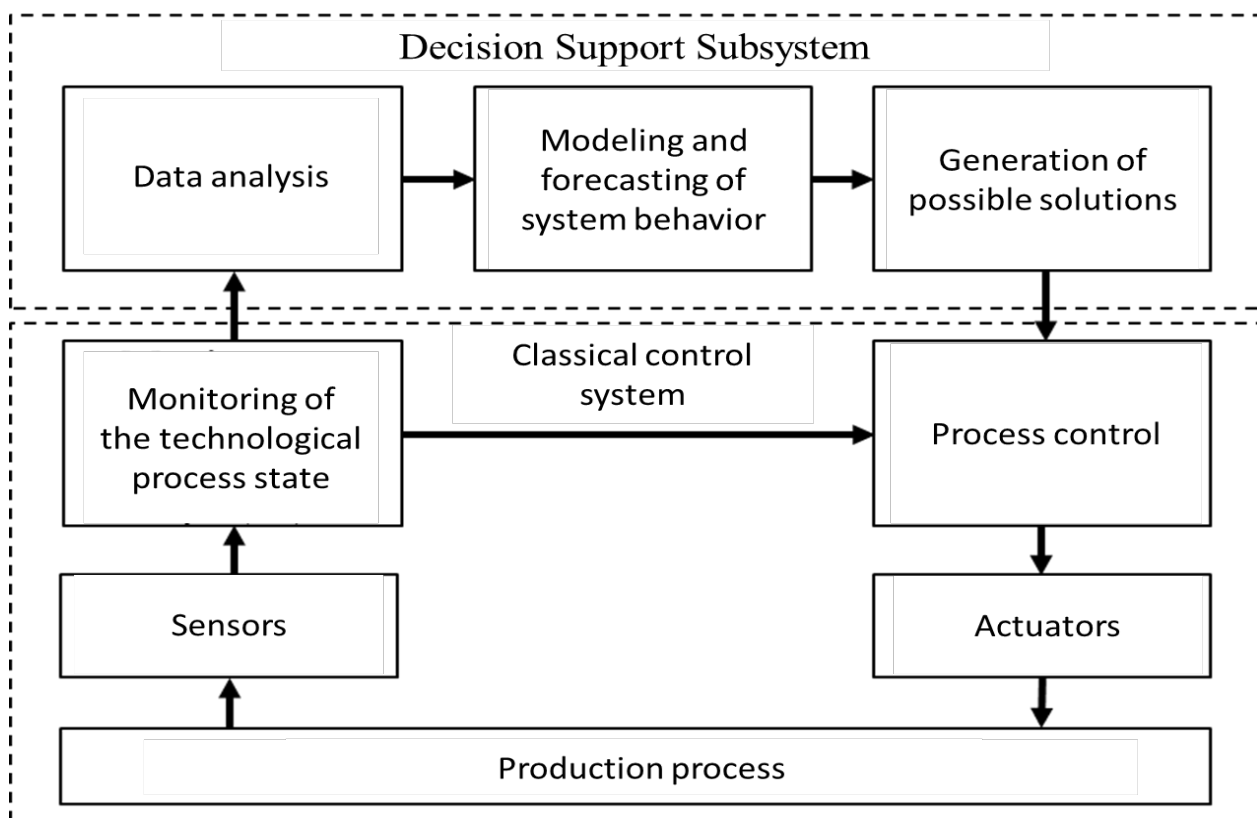 Decision Support Subsystem
Data analysis
Modeling and
forecasting of
system behavior
Generation of
possible solutions
Monitoring of
the technological
process state
Classical control
system
Process control
Sensors
Actuators
Production process